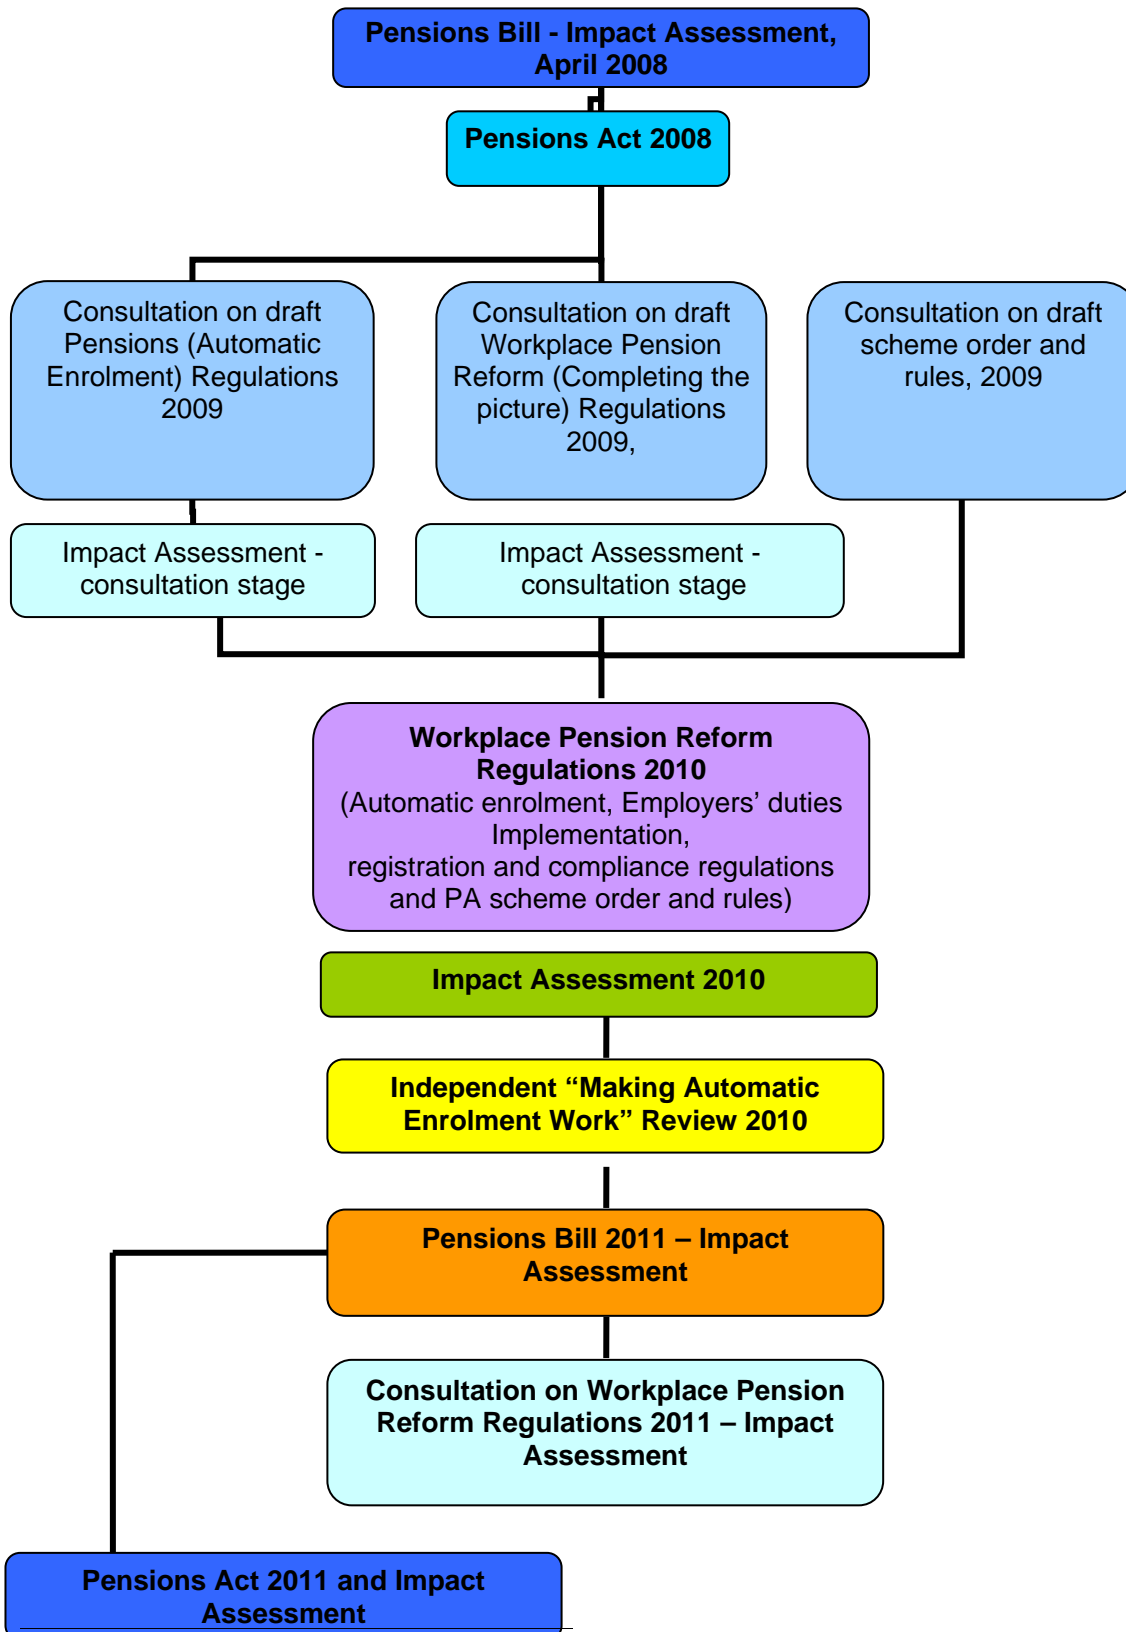 Pensions Bill - Impact Assessment,
April 2008
Pensions Act 2008
Consultation on draft
Pensions (Automatic
Enrolment) Regulations
2009
Consultation on draft
Workplace Pension
Reform (Completing the
picture) Regulations
2009,
Consultation on draft
scheme order and
rules, 2009
Impact Assessment -
consultation stage
Impact Assessment -
consultation stage
Workplace Pension Reform
Regulations 2010
(Automatic enrolment, Employers’ duties
Implementation,
registration and compliance regulations
and PA scheme order and rules)
Impact Assessment 2010
Independent “Making Automatic
Enrolment Work” Review 2010
Pensions Bill 2011 – Impact
Assessment
Consultation on Workplace Pension
Reform Regulations 2011 – Impact
Assessment
Pensions Act 2011 and Impact
Assessment